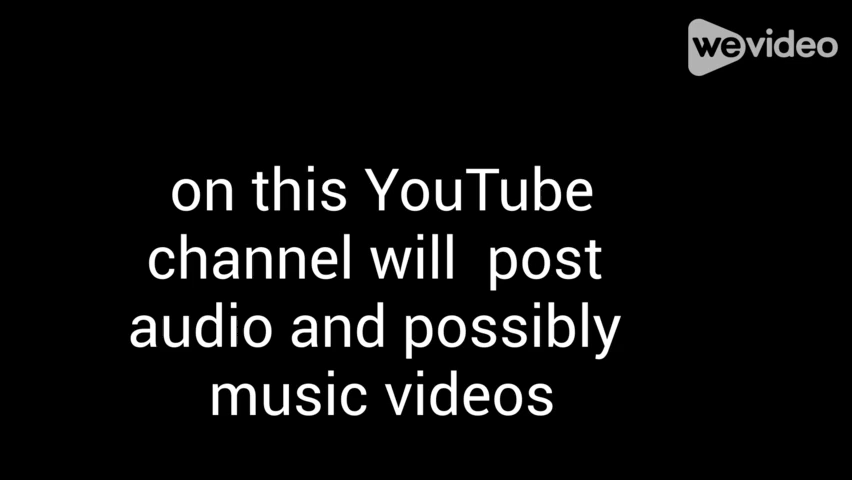 wevideo
on this YouTube
channel will  post
audio and possibly
music videos